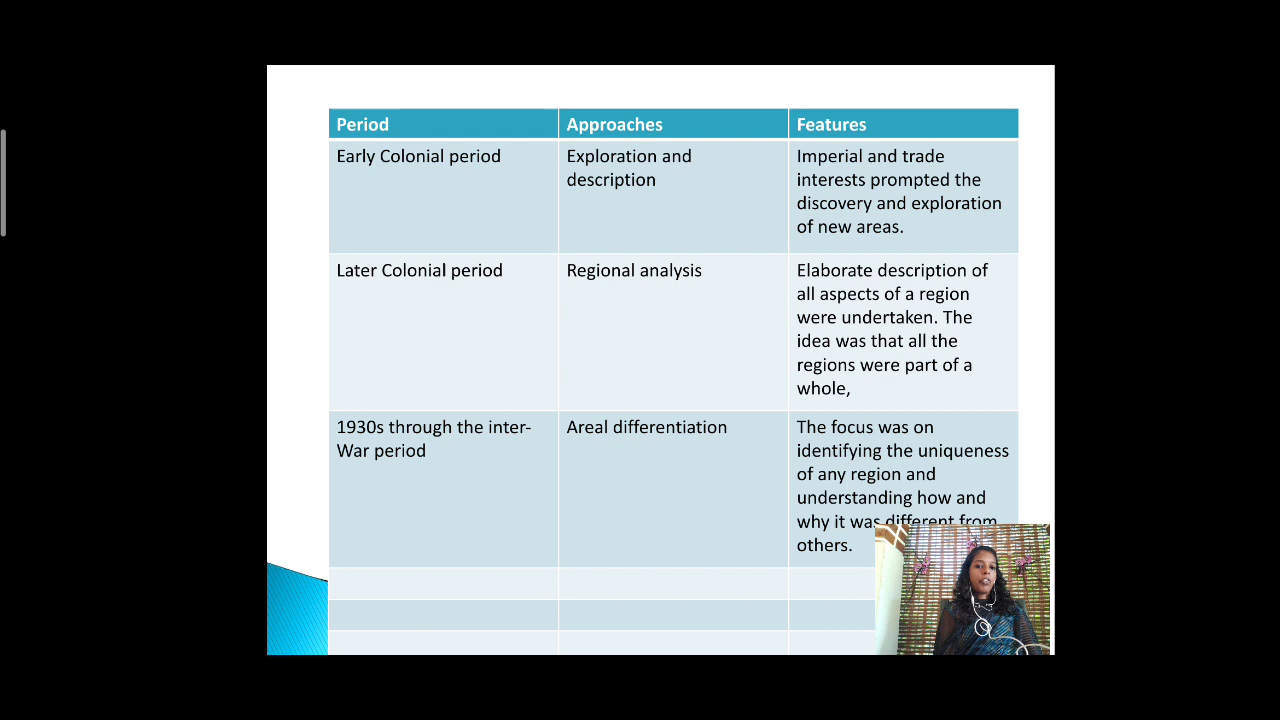 Period Approaches Features
Early Colonial period
Exploration and
description
Imperial and trade
interests prompted the
discovery and exploration
of new areas.
Later Colonial period
Regional analysis
Elaborate description of
all aspects of a region
were undertaken. The
idea was that all the
regions were part of a
whole,
1930s through the inter-
War period
Areal differentiation
The focus was on
identifying the uniqueness
of any region and
understanding how and
why it was different from
others.